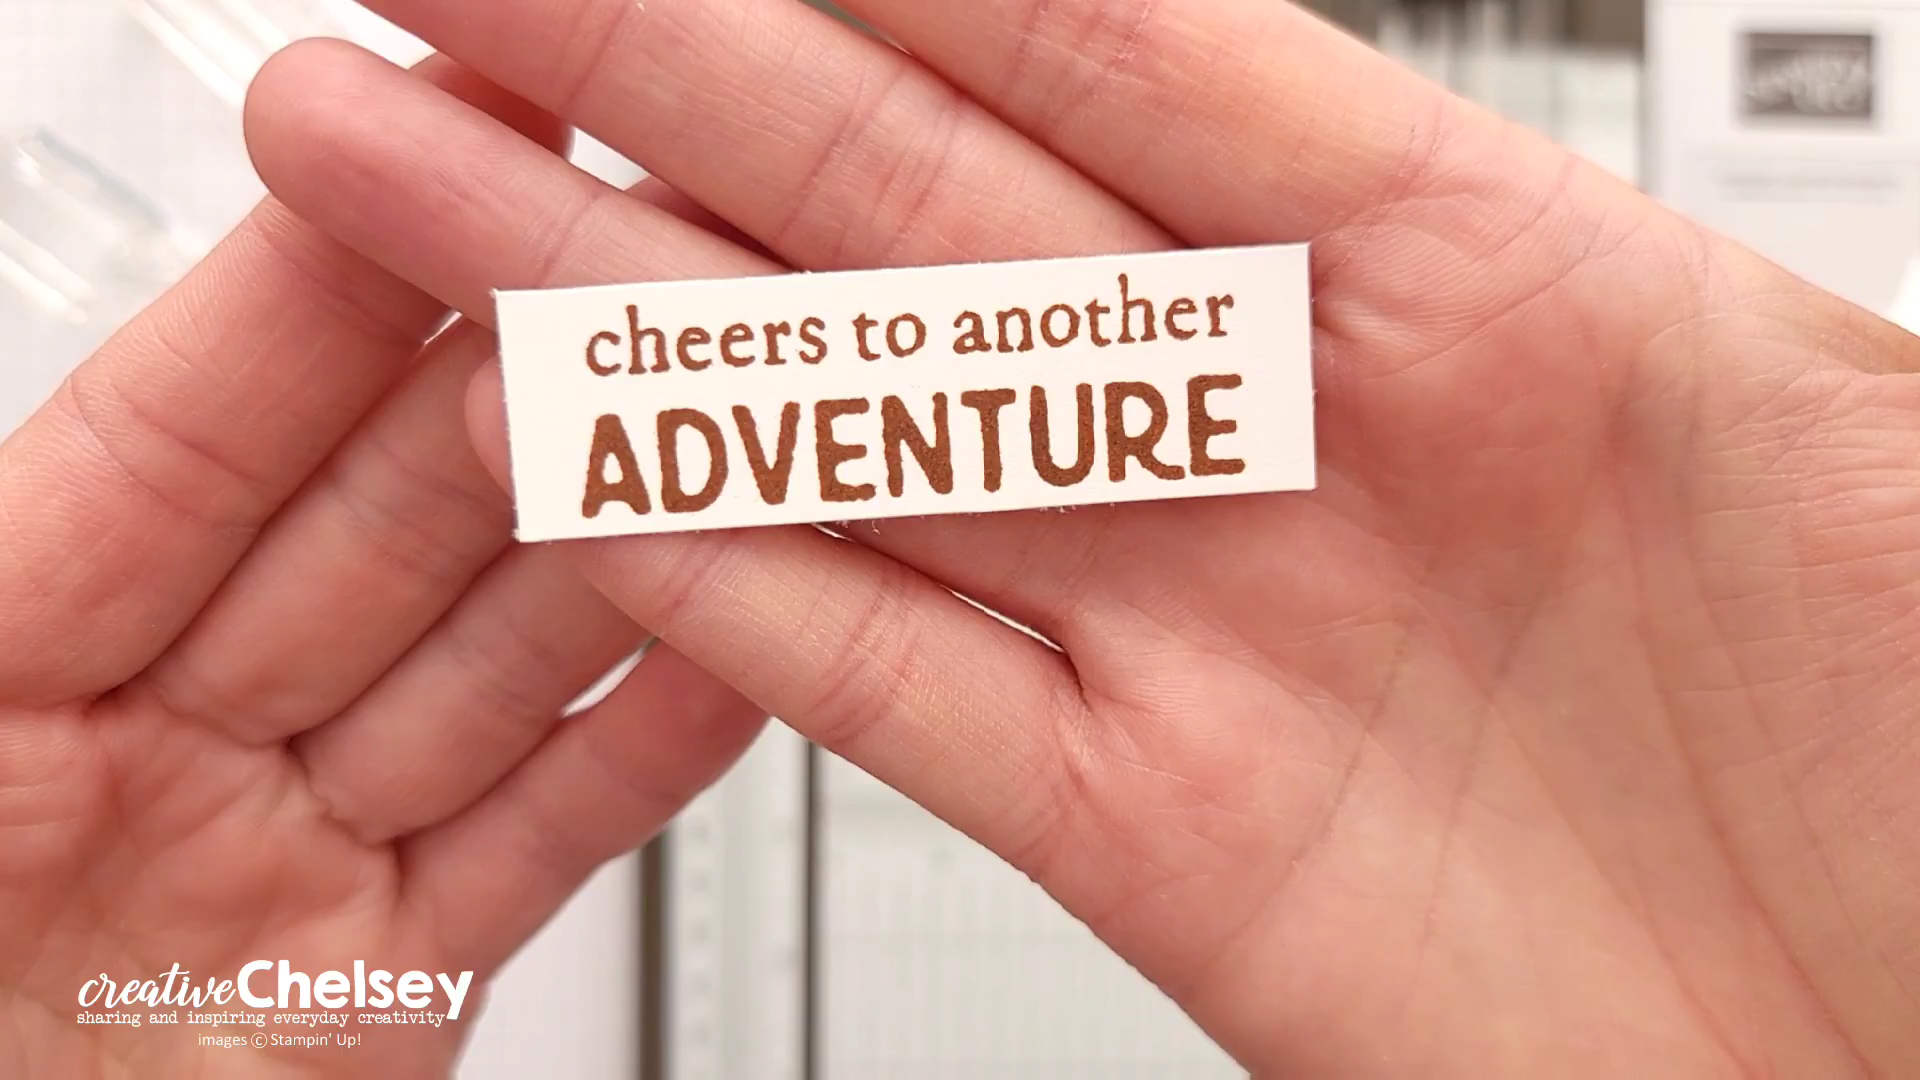 cheers to another
ADVENTURE
creativeChelsey
sharing and inspiring everyday creativity
images © Stampin' Up!